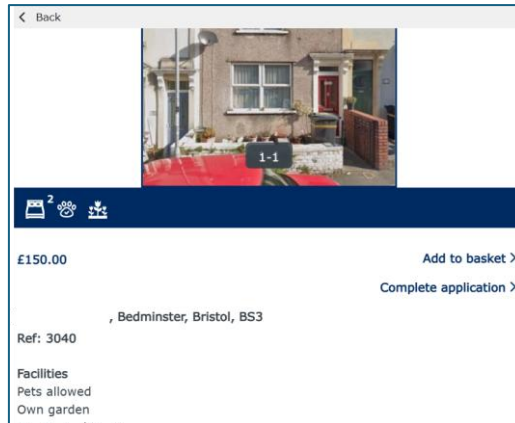 Back
1-1
2
£150.00
Add to basket
Complete application
, Bedminster, Bristol, BS3
Ref: 3040
Facilities
Pets allowed
Own garden